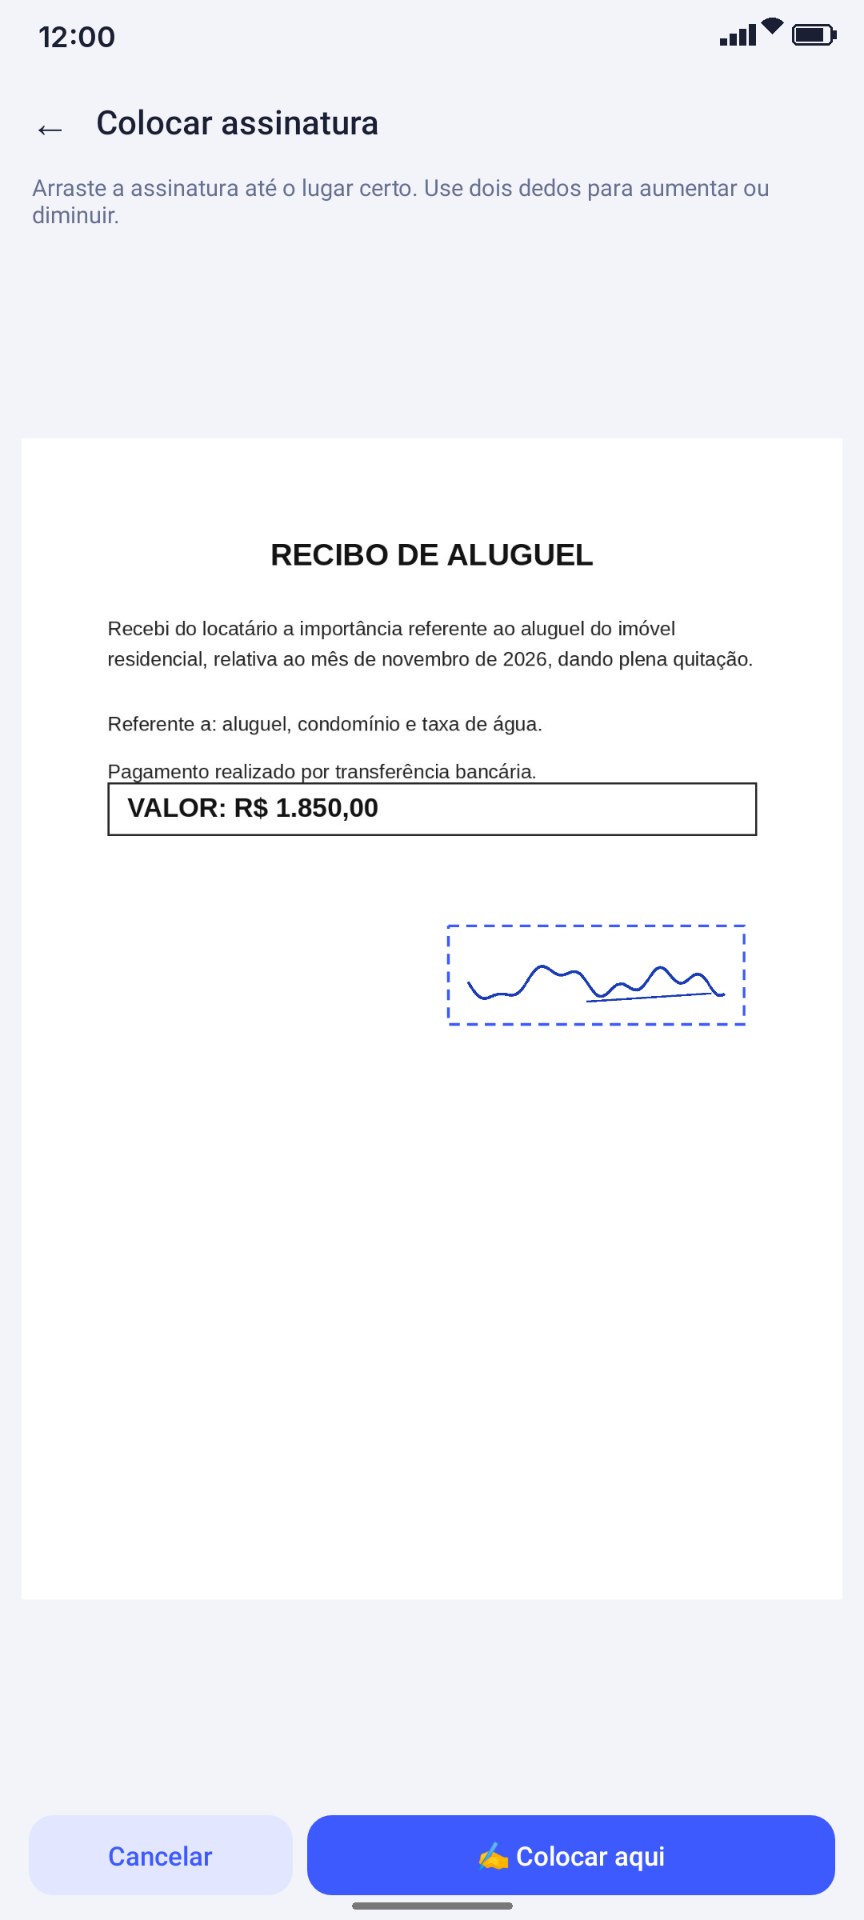 12:00
← Colocar assinatura
Arraste a assinatura até o lugar certo. Use dois dedos para aumentar ou
diminuir.
RECIBO DE ALUGUEL
Recebi do locatário a importância referente ao aluguel do imóvel
residencial, relativa ao mês de novembro de 2026, dando plena quitação.
Referente a: aluguel, condomínio e taxa de água.
Pagamento realizado por transferência bancária.
VALOR: R$ 1.850,00
Cancelar
✍️ Colocar aqui